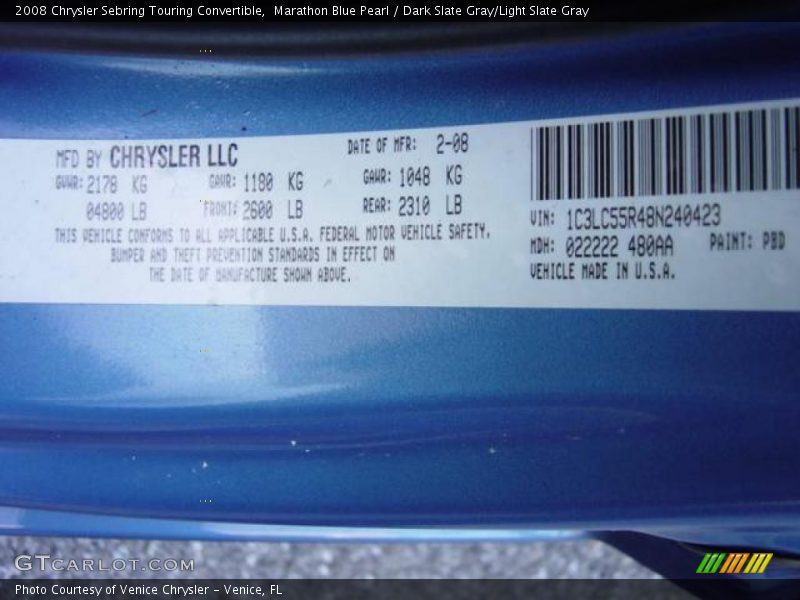 2008 Chrysler Sebring Touring Convertible, Marathon Blue Pearl / Dark Slate Gray/Light Slate Gray
MFD BY CHRYSLER LLC DATE OF MFR: 2-08
GVWR: 2178 KG GAWR: 1180 KG GAWR: 1048 KG
04800 LB FRONT: 2600 LB REAR: 2310 LB
THIS VEHICLE CONFORMS TO ALL APPLICABLE U.S.A. FEDERAL MOTOR VEHICLE SAFETY,
BUMPER AND THEFT PREVENTION STANDARDS IN EFFECT ON
THE DATE OF MANUFACTURE SHOWN ABOVE.
VIN: 1C3LC55R48N240423
MDH: 022222 480AA PAINT: PBD
VEHICLE MADE IN U.S.A.
GTCARLOT.COM
Photo Courtesy of Venice Chrysler - Venice, FL